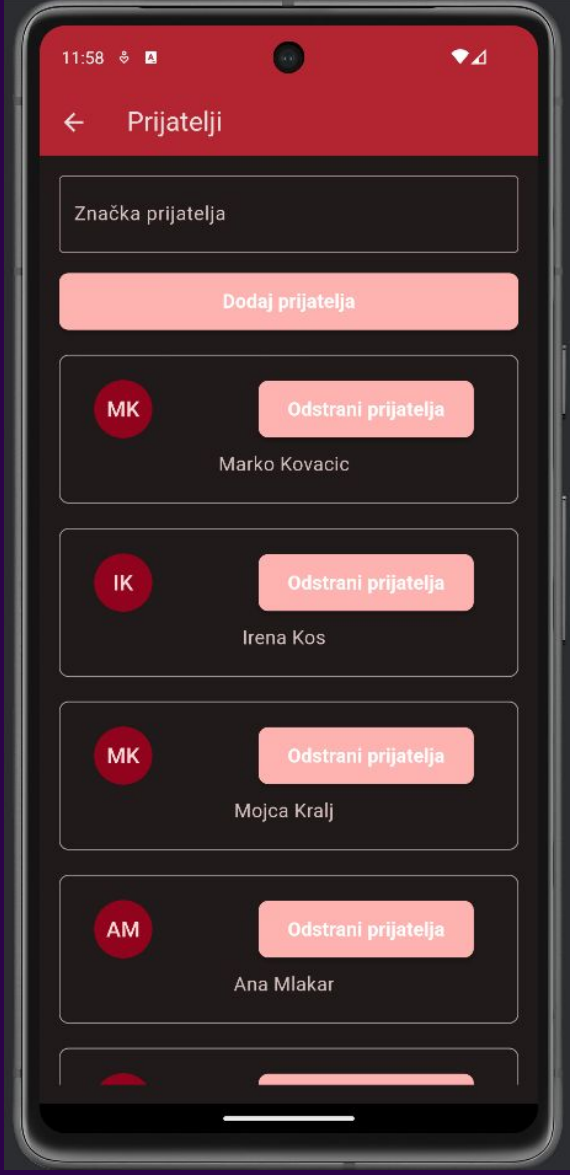 11:58
Prijatelji
Značka prijatelja
Dodaj prijatelja
MK
Odstrani prijatelja
Marko Kovacic
IK
Odstrani prijatelja
Irena Kos
MK
Odstrani prijatelja
Mojca Kralj
AM
Odstrani prijatelja
Ana Mlakar